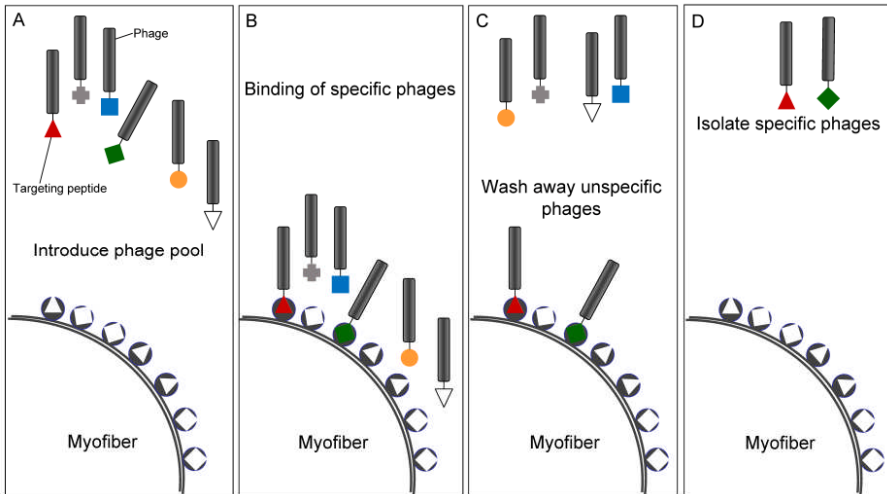 A
Phage
Targeting peptide
Introduce phage pool
Myofiber
B
Binding of specific phages
Myofiber
C
Wash away unspecific
phages
Myofiber
D
Isolate specific phages
Myofiber